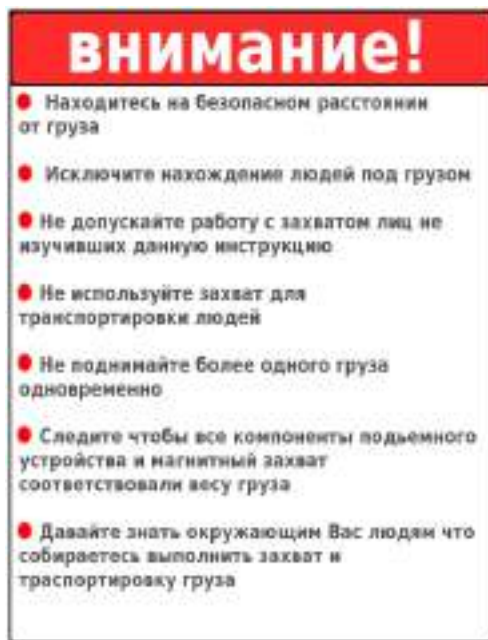 внимание!
● Находитесь на безопасном расстоянии
от груза
● Исключите нахождение людей под грузом
● Не допускайте работу с захватом лиц не
изучивших данную инструкцию
● Не используйте захват для
транспортировки людей
● Не поднимайте более одного груза
одновременно
● Следите чтобы все компоненты подьемного
устройства и магнитный захват
соответствовали весу груза
● Давайте знать окружающим Вас людям что
собираетесь выполнить захват и
траспортировку груза